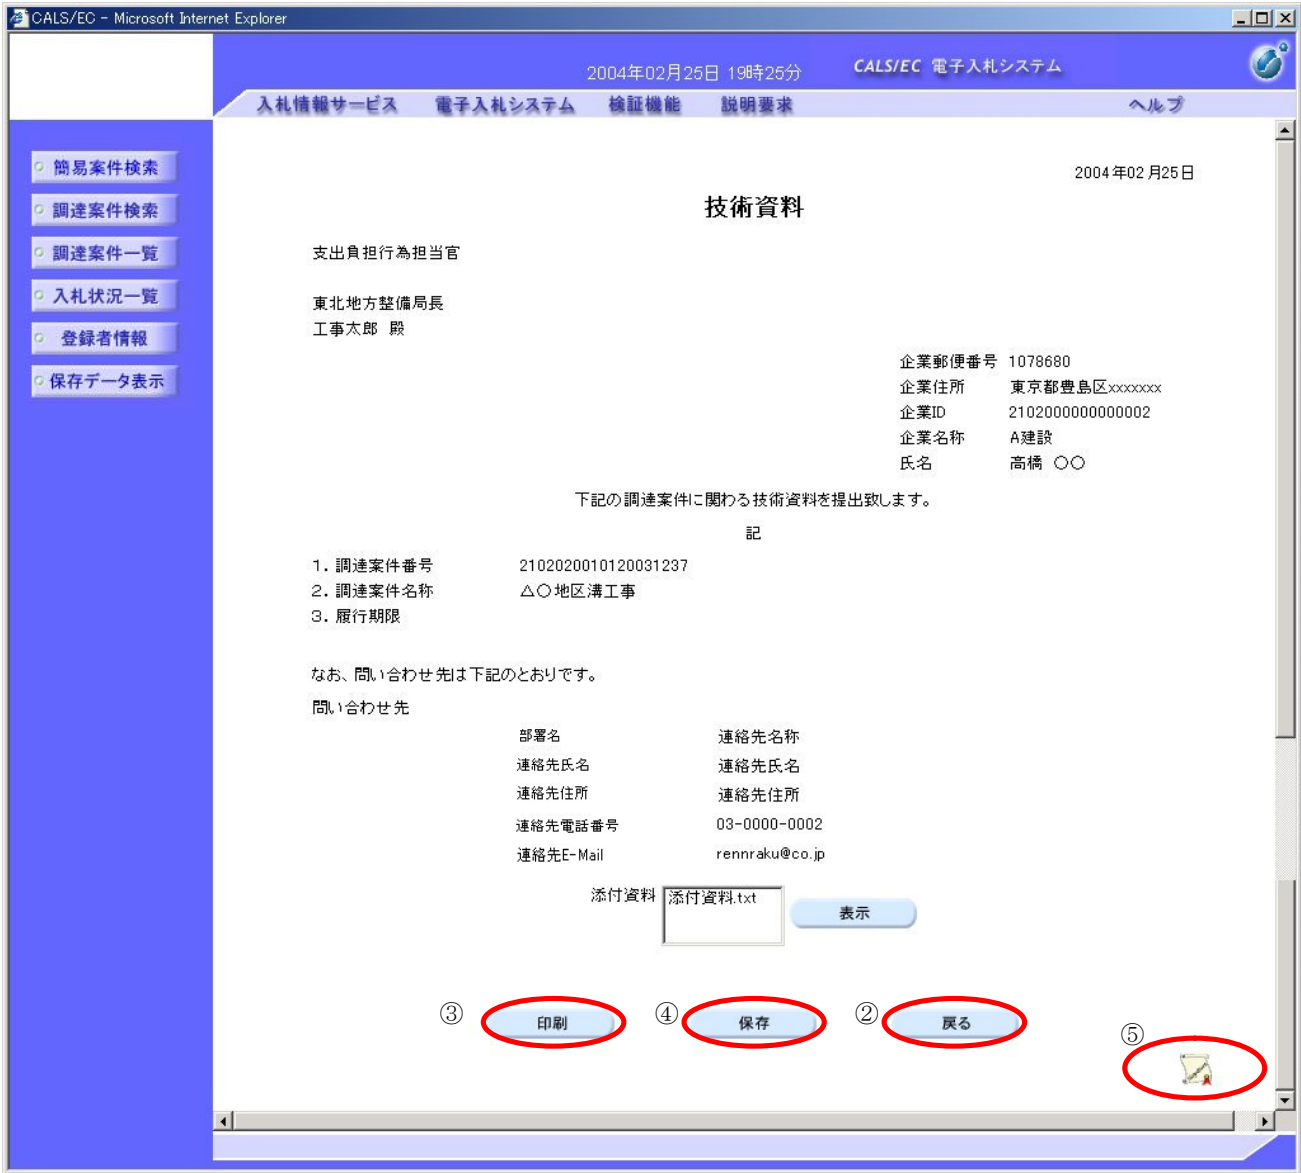 CALS/EC - Microsoft Internet Explorer
2004年02月25日 19時25分
CALS/EC 電子入札システム
入札情報サービス 電子入札システム 検証機能 説明要求 ヘルプ
簡易案件検索
調達案件検索
調達案件一覧
入札状況一覧
登録者情報
保存データ表示
2004年02月25日
技術資料
支出負担行為担当官
東北地方整備局長
工事太郎 殿
企業郵便番号 1078680
企業住所 東京都豊島区xxxxxxx
企業ID 2102000000000002
企業名称 A建設
氏名 高橋 〇〇
下記の調達案件に関わる技術資料を提出致します。
記
1. 調達案件番号 2102020010120031237
2. 調達案件名称 △〇地区溝工事
3. 履行期限
なお、問い合わせ先は下記のとおりです。
問い合わせ先
部署名 連絡先名称
連絡先氏名 連絡先氏名
連絡先住所 連絡先住所
連絡先電話番号 03-0000-0002
連絡先E-Mail rennraku@co.jp
添付資料 添付資料.txt 表示
③ 印刷 ④ 保存 ② 戻る
⑤